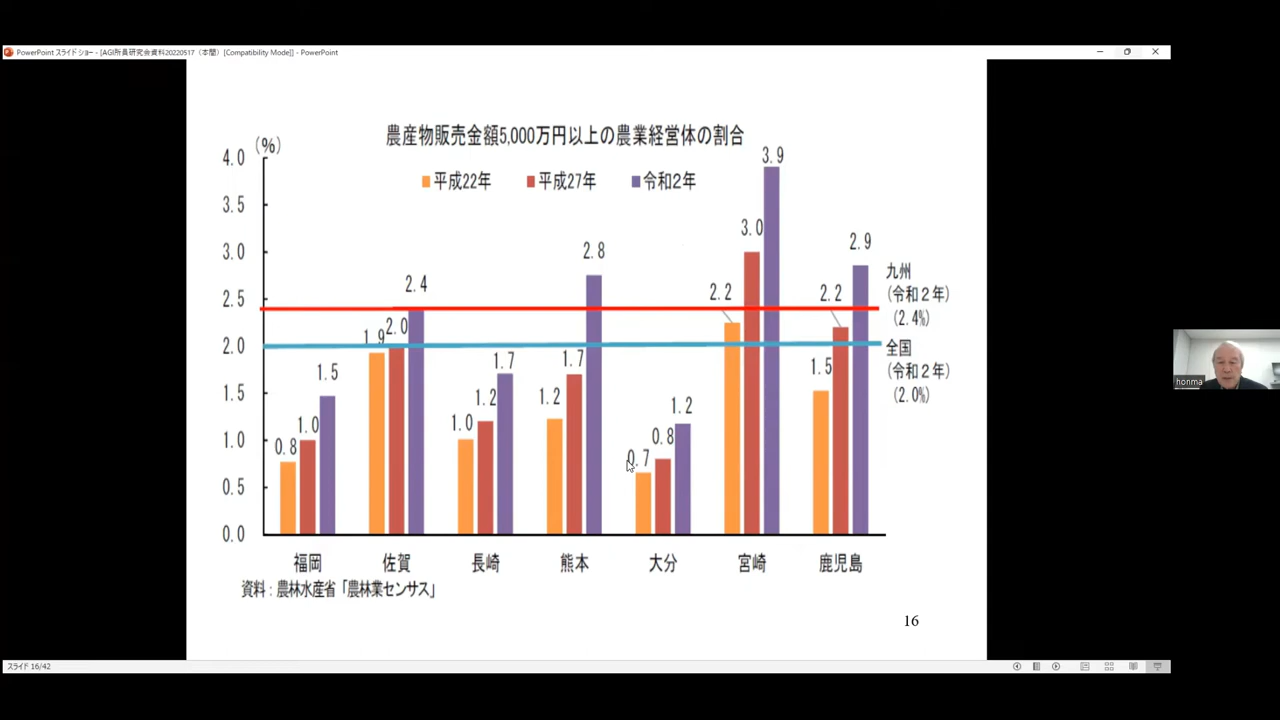 PowerPoint スライド ショー - [AGI所員研究会資料20220517（本間） [Compatibility Mode]] - PowerPoint
農産物販売金額5,000万円以上の農業経営体の割合
(%)
平成22年 平成27年 令和2年
4.0
3.5
3.0
2.5
2.0
1.5
1.0
0.5
0.0
0.8 1.0 1.5
1.9 2.0 2.4
1.0 1.2 1.7
1.2 1.7 2.8
0.7 0.8 1.2
2.2 3.0 3.9
1.5 2.2 2.9
九州
(令和２年)
(2.4%)
全国
(令和２年)
(2.0%)
福岡 佐賀 長崎 熊本 大分 宮崎 鹿児島
資料：農林水産省「農林業センサス」
16
honma
スライド 16/42